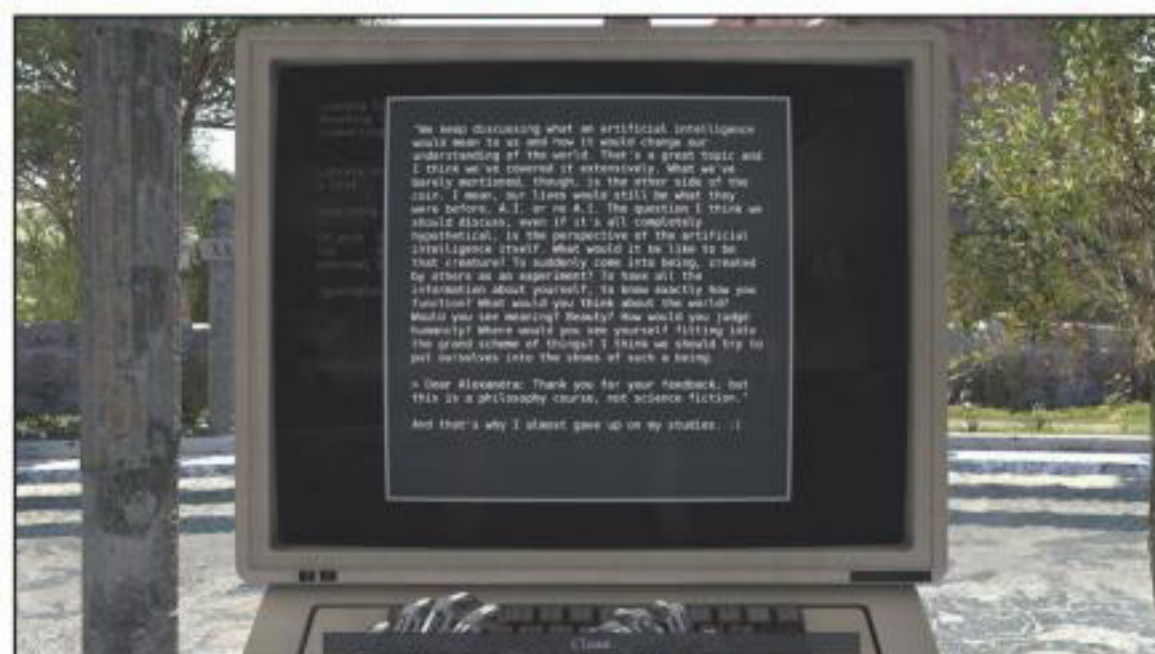 "We keep discussing what an artificial intelligence
would mean to us and how it would change our
understanding of the world. That's a great topic and
I think we've covered it extensively. What we've
barely mentioned, though, is the other side of the
coin. I mean, our lives would still be what they
were before, A.I. or no A.I. The question I think we
should discuss, even if it's all completely
hypothetical, is the perspective of the artificial
intelligence itself. What would it be like to be
that creature? To suddenly come into being, created
by others as an experiment? To have all the
information about yourself, to know exactly how you
function? What would you think about the world?
Would you see meaning? Beauty? How would you judge
humanity? Where would you see yourself fitting into
the grand scheme of things? I think we should try to
put ourselves into the shoes of such a being.
> Dear Alexandra: Thank you for your feedback, but
this is a philosophy course, not science fiction."
And that's why I almost gave up on my studies. :(
Close